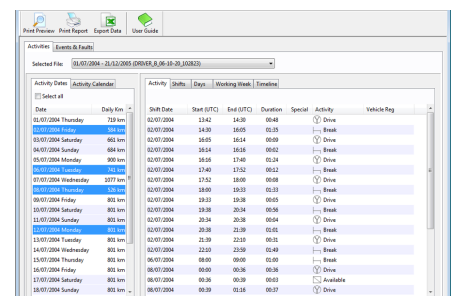 Print Preview Print Report Export Data User Guide
Activities Events & Faults
Selected File: 01/07/2004 - 21/12/2005 (DRIVER_B_06-10-20_102823)
Activity Dates Activity Calendar
Activity Shifts Days Working Week Timeline
Select all
Date Daily Km
Shift Date Start (UTC) End (UTC) Duration Special Activity Vehicle Reg
01/07/2004 Thursday 719 km
02/07/2004 13:42 14:30 00:48 Drive
02/07/2004 Friday 584 km
02/07/2004 14:30 16:05 01:35 Break
03/07/2004 Saturday 661 km
02/07/2004 16:05 16:14 00:09 Drive
04/07/2004 Sunday 684 km
02/07/2004 16:14 16:16 00:02 Break
05/07/2004 Monday 900 km
02/07/2004 16:16 17:40 01:24 Drive
06/07/2004 Tuesday 741 km
02/07/2004 17:40 17:52 00:12 Break
07/07/2004 Wednesday 1077 km
02/07/2004 17:52 18:00 00:08 Drive
08/07/2004 Thursday 526 km
02/07/2004 18:00 19:33 01:33 Break
09/07/2004 Friday 801 km
02/07/2004 19:33 19:38 00:05 Drive
10/07/2004 Saturday 801 km
02/07/2004 19:38 20:34 00:56 Break
11/07/2004 Sunday 801 km
02/07/2004 20:34 20:38 00:04 Drive
12/07/2004 Monday 801 km
02/07/2004 20:38 21:39 01:01 Break
13/07/2004 Tuesday 801 km
02/07/2004 21:39 22:10 00:31 Drive
14/07/2004 Wednesday 801 km
02/07/2004 22:10 23:59 01:49 Break
15/07/2004 Thursday 801 km
06/07/2004 08:00 09:00 01:00 Break
16/07/2004 Friday 801 km
08/07/2004 00:00 00:36 00:36 Drive
17/07/2004 Saturday 801 km
08/07/2004 00:36 00:39 00:03 Available
18/07/2004 Sunday 801 km
08/07/2004 00:39 01:16 00:37 Drive